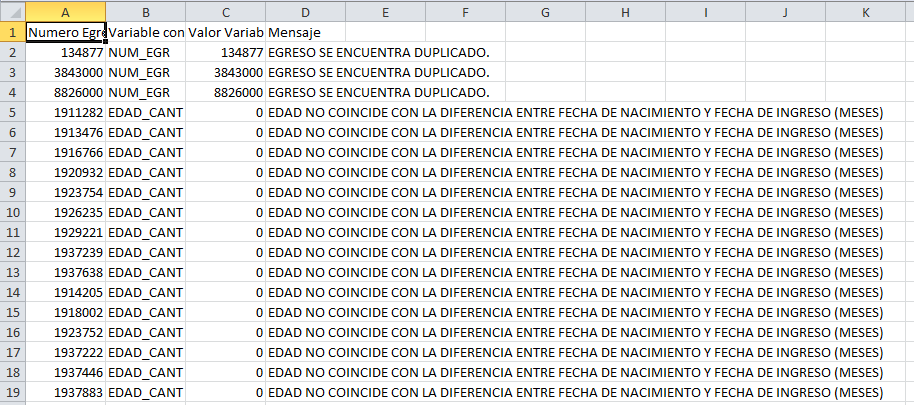 A B C D E F G H I J K
1 Numero Egre Variable con Valor Variab Mensaje
2 134877 NUM_EGR 134877 EGRESO SE ENCUENTRA DUPLICADO.
3 3843000 NUM_EGR 3843000 EGRESO SE ENCUENTRA DUPLICADO.
4 8826000 NUM_EGR 8826000 EGRESO SE ENCUENTRA DUPLICADO.
5 1911282 EDAD_CANT 0 EDAD NO COINCIDE CON LA DIFERENCIA ENTRE FECHA DE NACIMIENTO Y FECHA DE INGRESO (MESES)
6 1913476 EDAD_CANT 0 EDAD NO COINCIDE CON LA DIFERENCIA ENTRE FECHA DE NACIMIENTO Y FECHA DE INGRESO (MESES)
7 1916766 EDAD_CANT 0 EDAD NO COINCIDE CON LA DIFERENCIA ENTRE FECHA DE NACIMIENTO Y FECHA DE INGRESO (MESES)
8 1920932 EDAD_CANT 0 EDAD NO COINCIDE CON LA DIFERENCIA ENTRE FECHA DE NACIMIENTO Y FECHA DE INGRESO (MESES)
9 1923754 EDAD_CANT 0 EDAD NO COINCIDE CON LA DIFERENCIA ENTRE FECHA DE NACIMIENTO Y FECHA DE INGRESO (MESES)
10 1926235 EDAD_CANT 0 EDAD NO COINCIDE CON LA DIFERENCIA ENTRE FECHA DE NACIMIENTO Y FECHA DE INGRESO (MESES)
11 1929221 EDAD_CANT 0 EDAD NO COINCIDE CON LA DIFERENCIA ENTRE FECHA DE NACIMIENTO Y FECHA DE INGRESO (MESES)
12 1937239 EDAD_CANT 0 EDAD NO COINCIDE CON LA DIFERENCIA ENTRE FECHA DE NACIMIENTO Y FECHA DE INGRESO (MESES)
13 1937638 EDAD_CANT 0 EDAD NO COINCIDE CON LA DIFERENCIA ENTRE FECHA DE NACIMIENTO Y FECHA DE INGRESO (MESES)
14 1914205 EDAD_CANT 0 EDAD NO COINCIDE CON LA DIFERENCIA ENTRE FECHA DE NACIMIENTO Y FECHA DE INGRESO (MESES)
15 1918002 EDAD_CANT 0 EDAD NO COINCIDE CON LA DIFERENCIA ENTRE FECHA DE NACIMIENTO Y FECHA DE INGRESO (MESES)
16 1923752 EDAD_CANT 0 EDAD NO COINCIDE CON LA DIFERENCIA ENTRE FECHA DE NACIMIENTO Y FECHA DE INGRESO (MESES)
17 1937222 EDAD_CANT 0 EDAD NO COINCIDE CON LA DIFERENCIA ENTRE FECHA DE NACIMIENTO Y FECHA DE INGRESO (MESES)
18 1937446 EDAD_CANT 0 EDAD NO COINCIDE CON LA DIFERENCIA ENTRE FECHA DE NACIMIENTO Y FECHA DE INGRESO (MESES)
19 1937883 EDAD_CANT 0 EDAD NO COINCIDE CON LA DIFERENCIA ENTRE FECHA DE NACIMIENTO Y FECHA DE INGRESO (MESES)